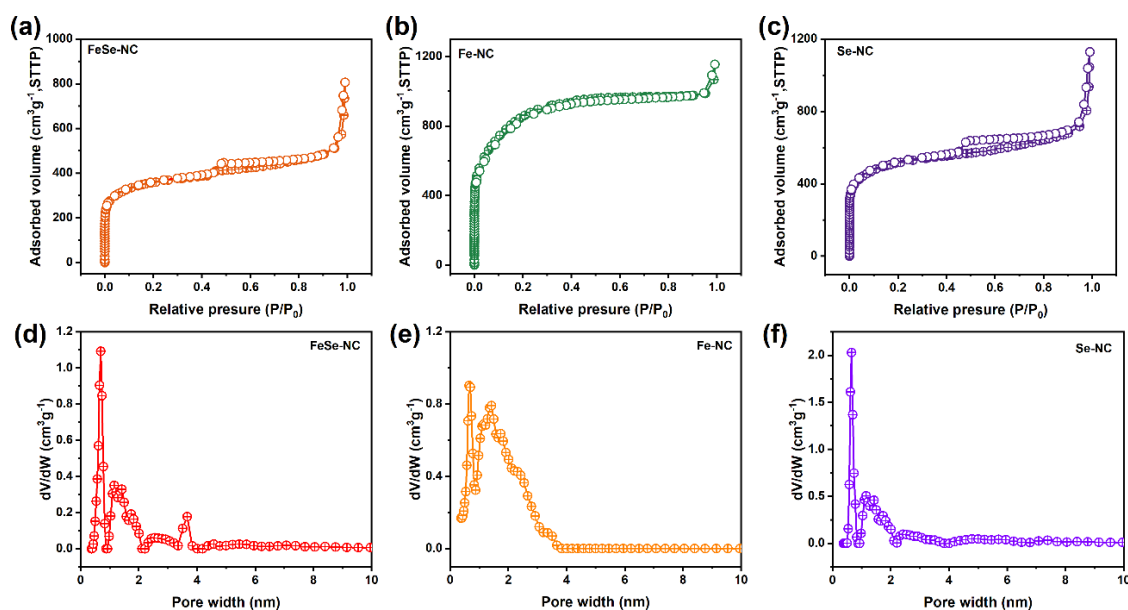 (a)
FeSe-NC
1000
800
600
400
200
0
Adsorbed volume (cm³g⁻¹,STTP)
0.0 0.2 0.4 0.6 0.8 1.0
Relative presure (P/P₀)
(b)
Fe-NC
1200
800
400
0
Adsorbed volume (cm³g⁻¹,STTP)
0.0 0.2 0.4 0.6 0.8 1.0
Relative presure (P/P₀)
(c)
Se-NC
1200
800
400
0
Adsorbed volume (cm³g⁻¹,STTP)
0.0 0.2 0.4 0.6 0.8 1.0
Relative presure (P/P₀)
(d)
FeSe-NC
1.2
1.0
0.8
0.6
0.4
0.2
0.0
dV/dW (cm³g⁻¹)
0 2 4 6 8 10
Pore width (nm)
(e)
Fe-NC
1.2
0.8
0.4
0.0
dV/dW (cm³g⁻¹)
0 2 4 6 8 10
Pore width (nm)
(f)
Se-NC
2.0
1.5
1.0
0.5
0.0
dV/dW (cm³g⁻¹)
0 2 4 6 8 10
Pore width (nm)